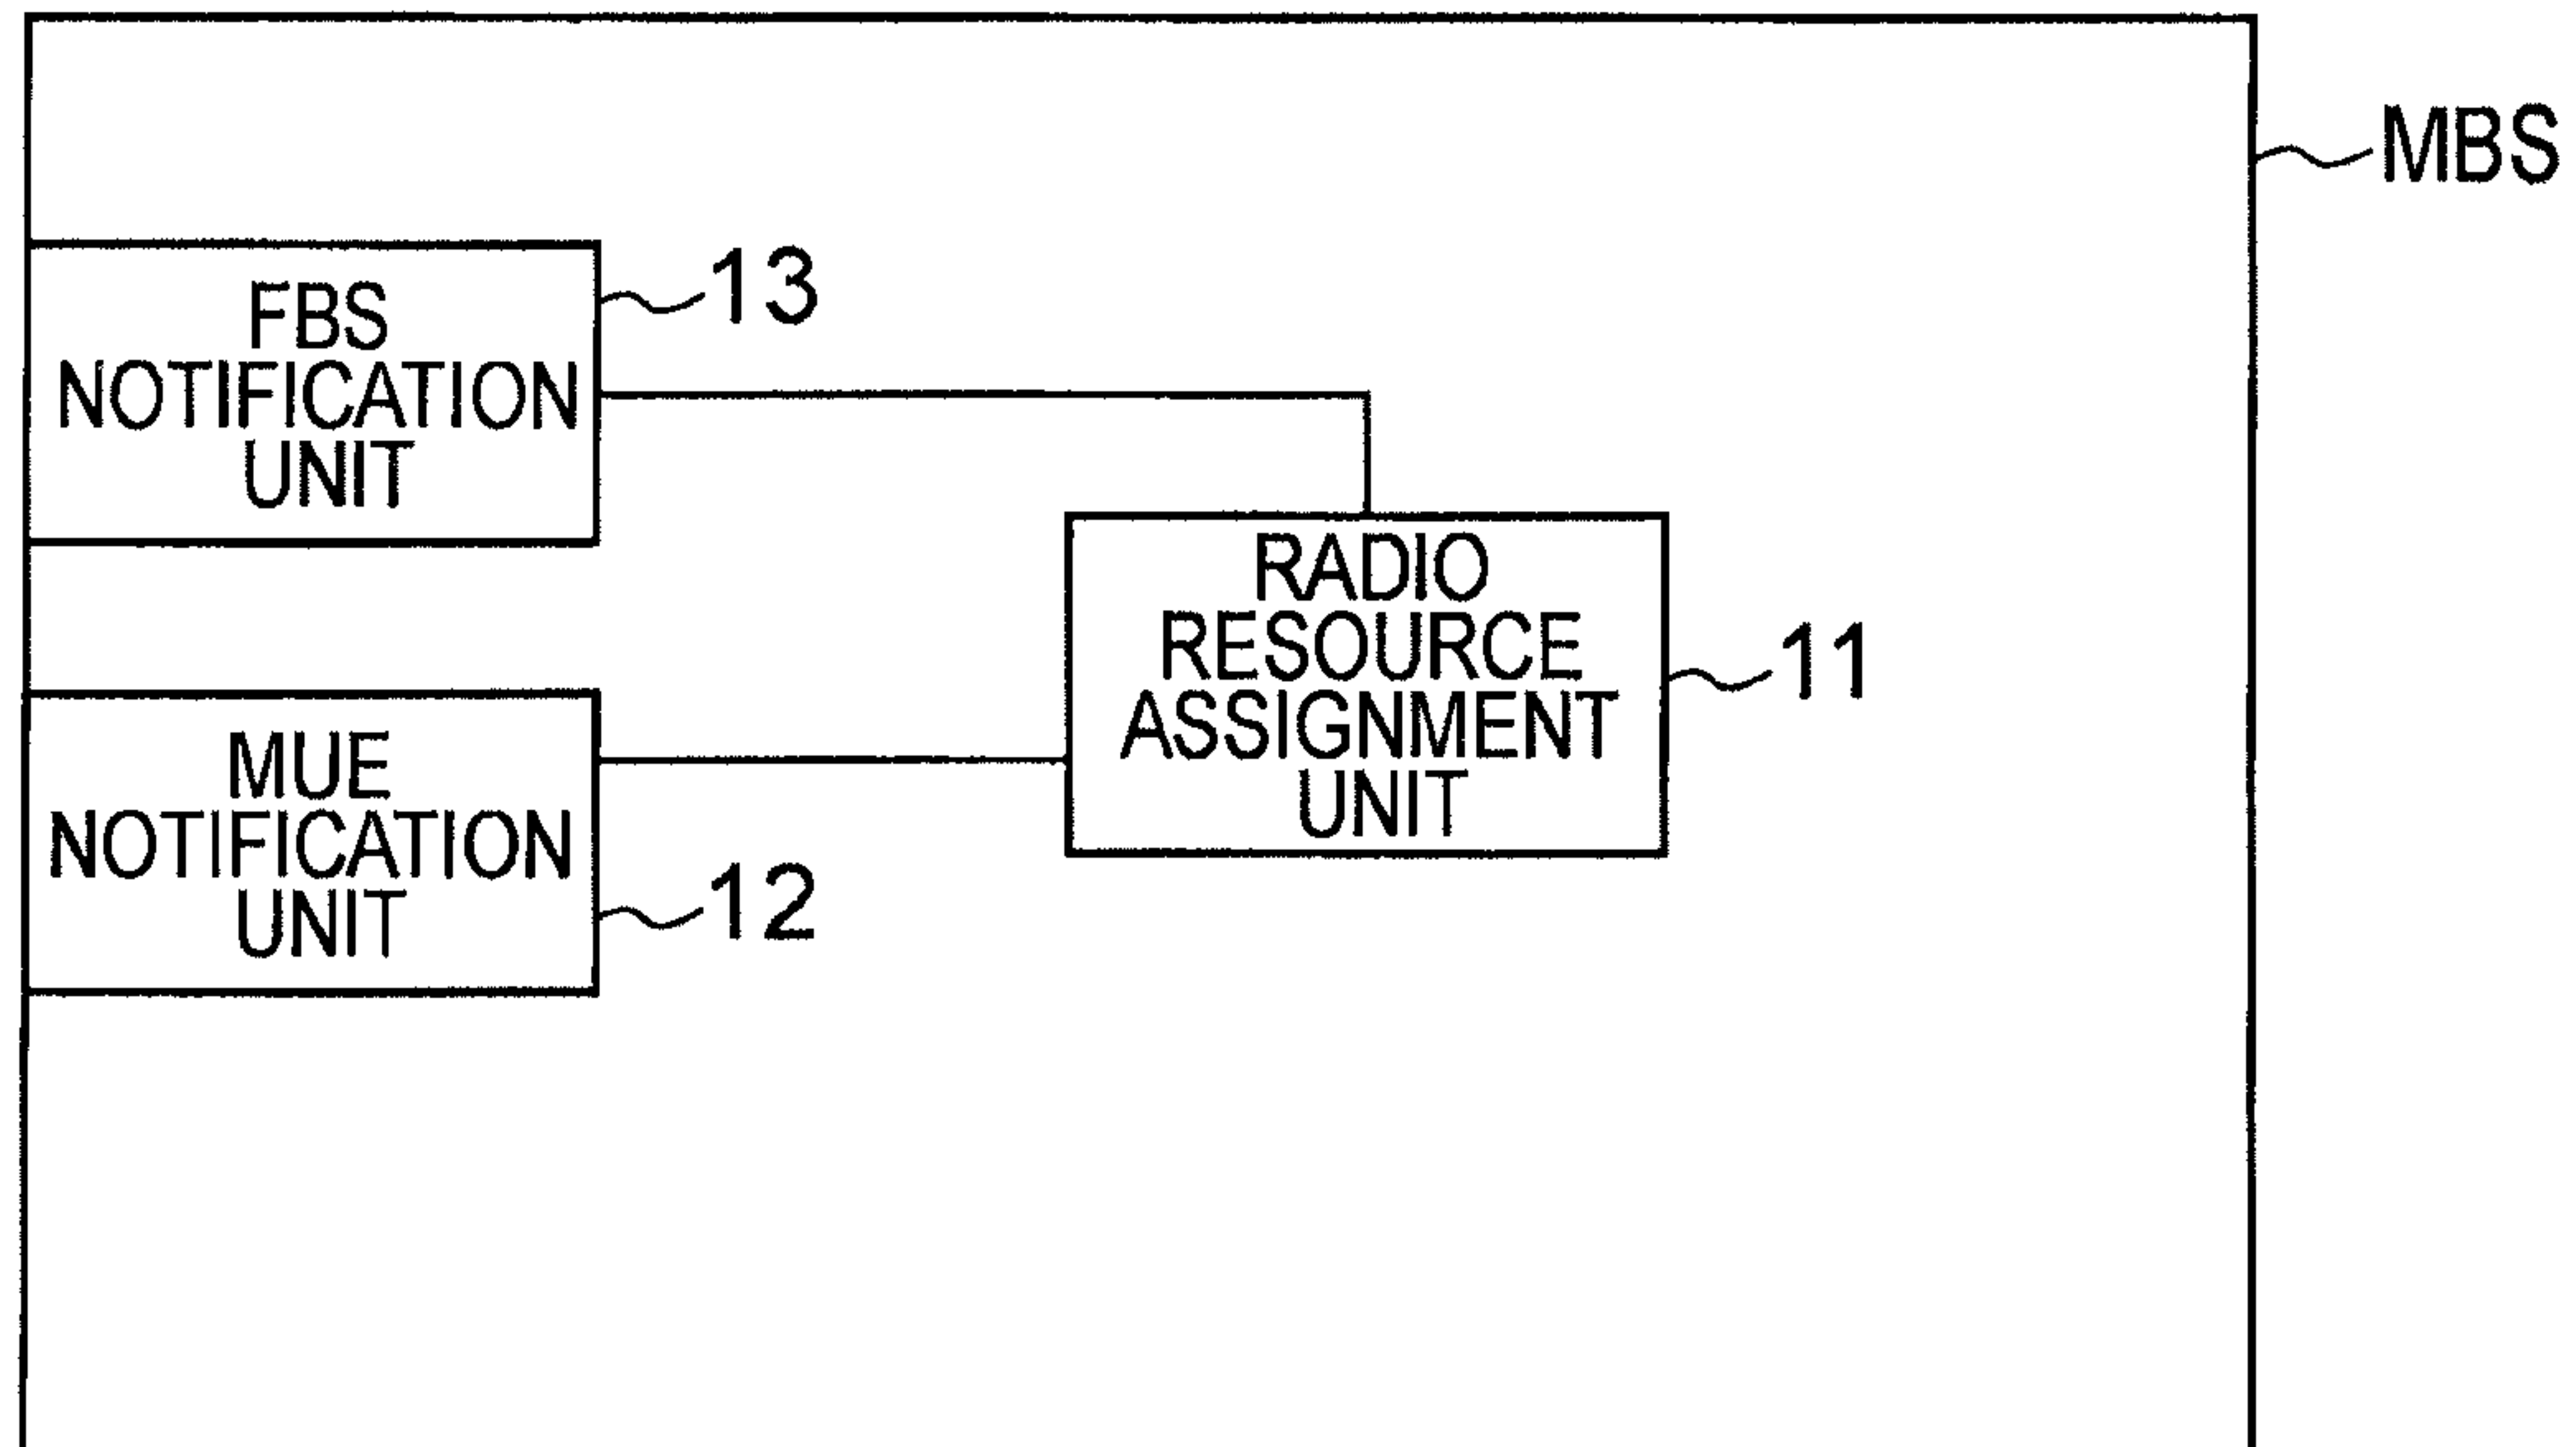 MBS
13
FBS
NOTIFICATION
UNIT
RADIO
RESOURCE
ASSIGNMENT
UNIT
11
MUE
NOTIFICATION
UNIT
12